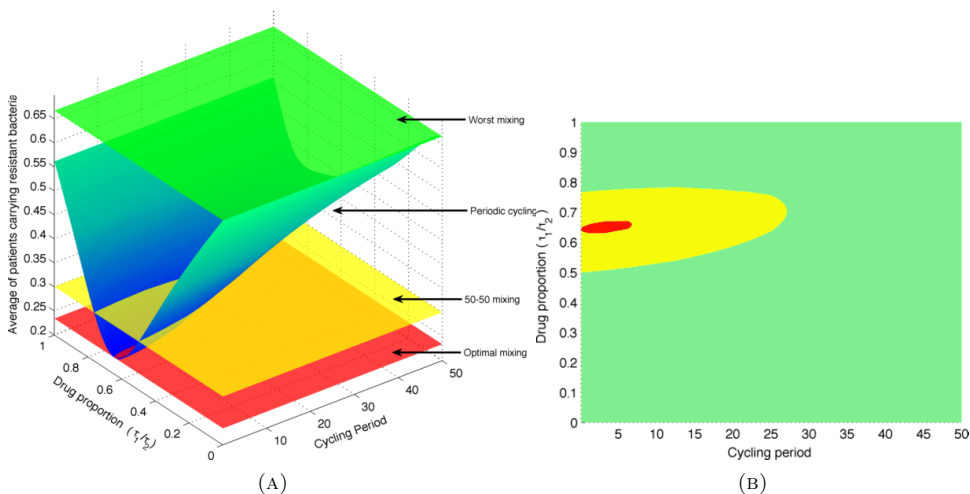 Average of patients carrying resistant bacteria
0.65
0.6
0.55
0.5
0.45
0.4
0.35
0.3
0.25
0.2
1
0.8
0.6
0.4
0.2
0
Drug proportion (τ₁/τ₂)
10
20
30
40
50
Cycling Period
Worst mixing
Periodic cycling
50-50 mixing
Optimal mixing
(A)
Drug proportion (τ₁/τ₂)
1
0.9
0.8
0.7
0.6
0.5
0.4
0.3
0.2
0.1
0
5 10 15 20 25 30 35 40 45 50
Cycling period
(B)